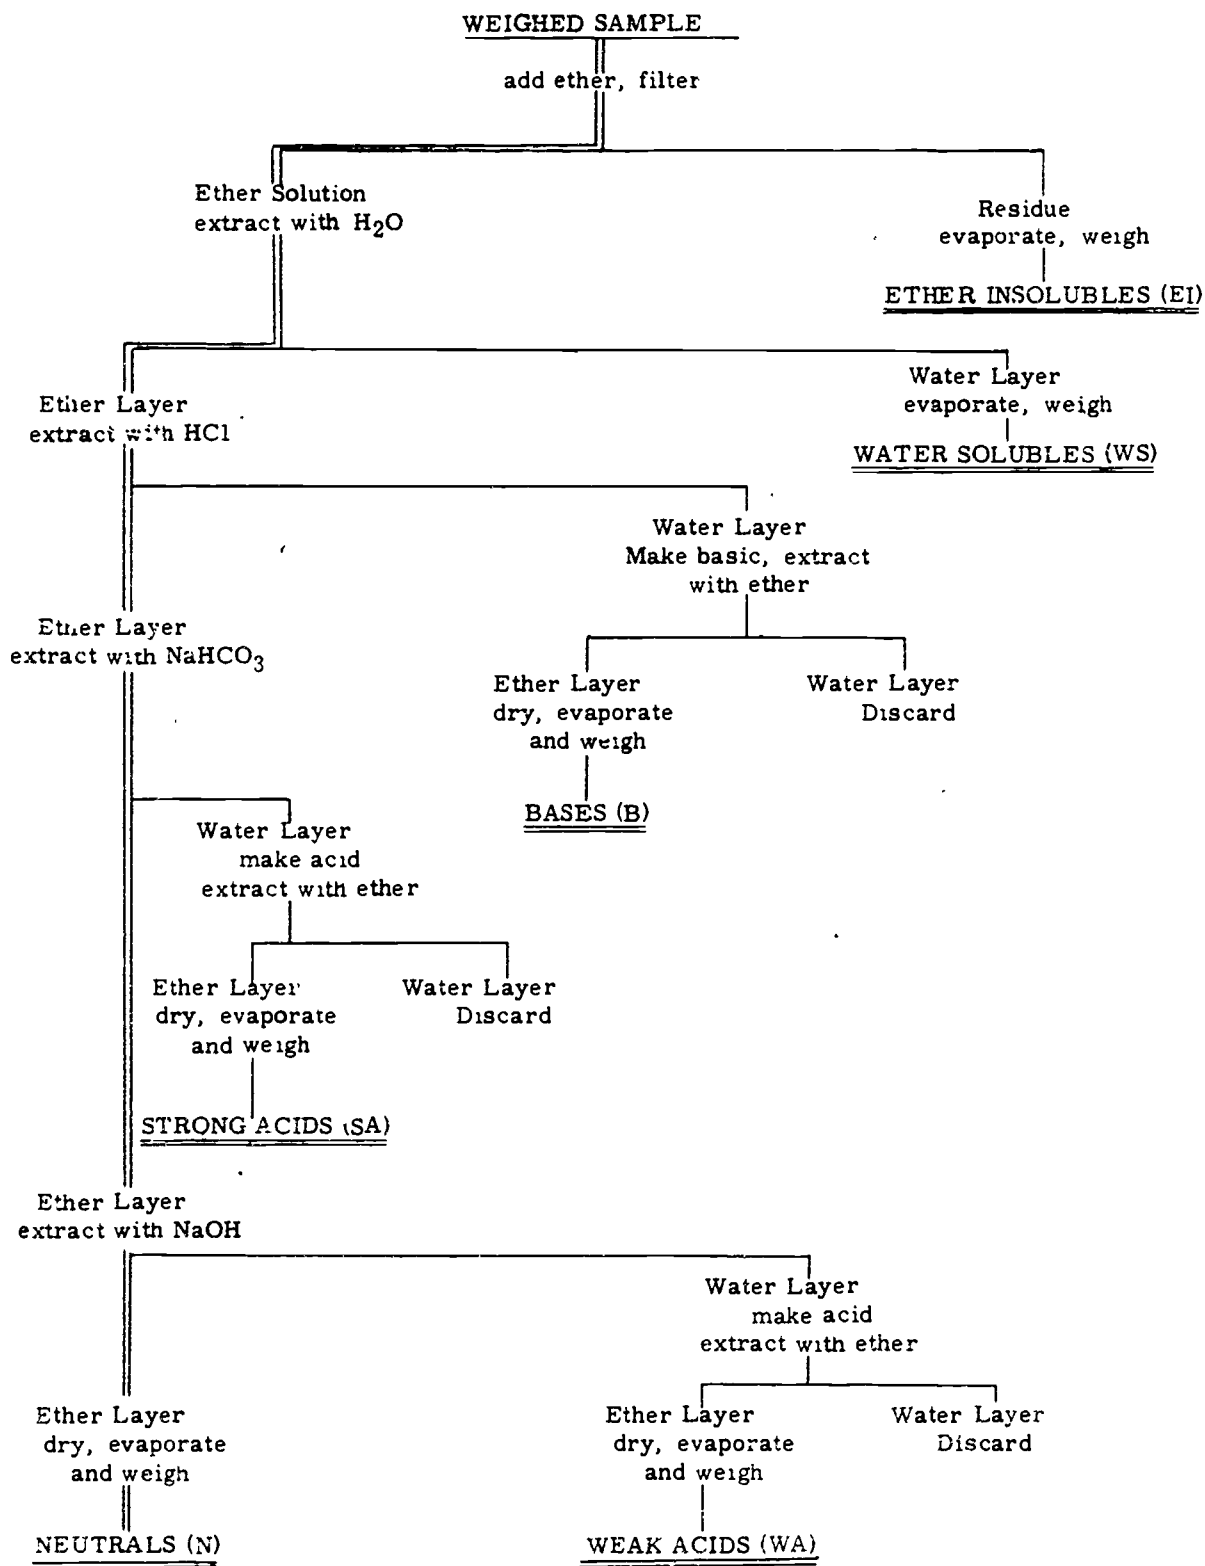 WEIGHED SAMPLE
add ether, filter
Ether Solution
extract with H2O
Residue
evaporate, weigh
ETHER INSOLUBLES (EI)
Ether Layer
extract with HCl
Water Layer
evaporate, weigh
WATER SOLUBLES (WS)
Water Layer
Make basic, extract
with ether
Ether Layer
extract with NaHCO3
Ether Layer
dry, evaporate
and weigh
Water Layer
Discard
BASES (B)
Water Layer
make acid
extract with ether
Ether Layer
dry, evaporate
and weigh
Water Layer
Discard
STRONG ACIDS (SA)
Ether Layer
extract with NaOH
Water Layer
make acid
extract with ether
Ether Layer
dry, evaporate
and weigh
Ether Layer
dry, evaporate
and weigh
Water Layer
Discard
NEUTRALS (N)
WEAK ACIDS (WA)